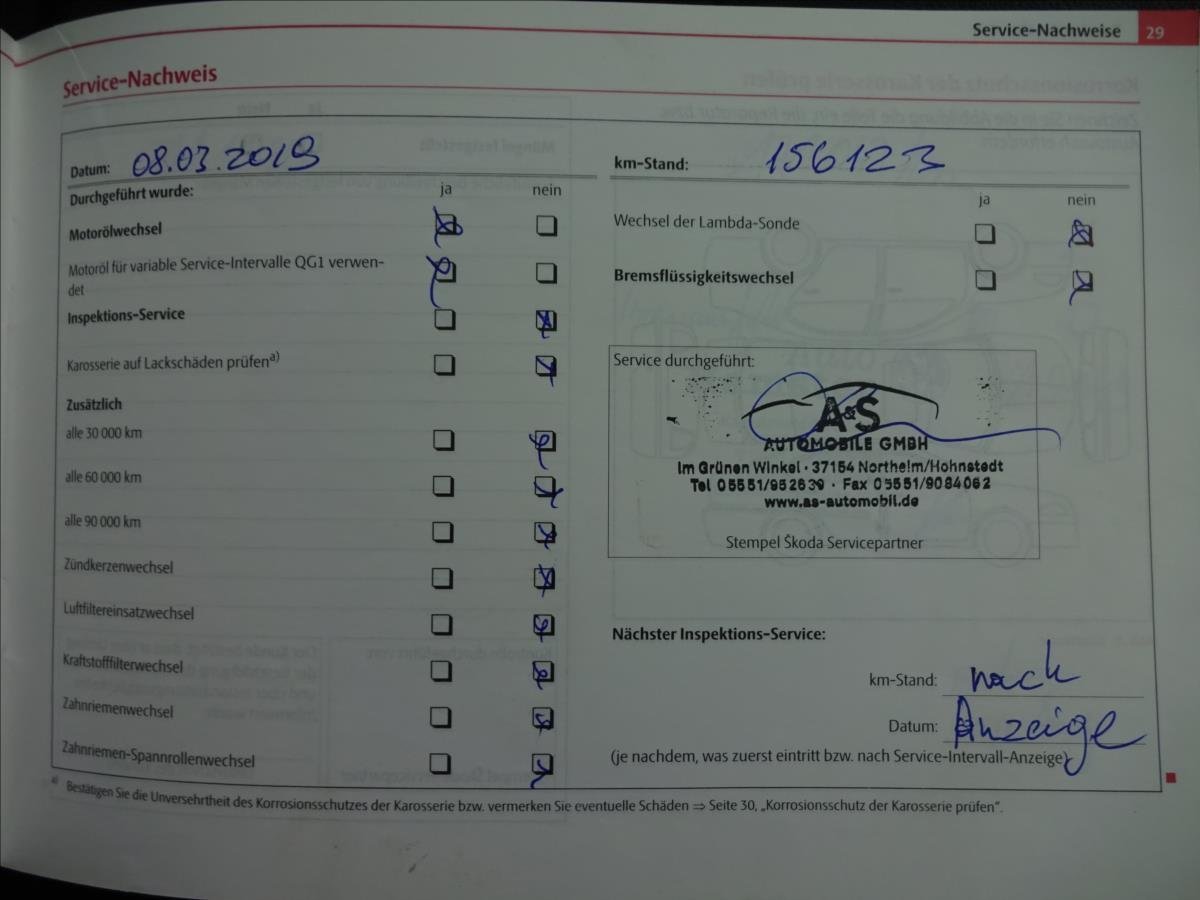 Service-Nachweise 29
Service-Nachweis
Datum: 08.03.2019
Durchgeführt wurde: ja nein
Motorölwechsel
Motoröl für variable Service-Intervalle QG1 verwen-
det
Inspektions-Service
Karosserie auf Lackschäden prüfen a)
Zusätzlich
alle 30 000 km
alle 60 000 km
alle 90 000 km
Zündkerzenwechsel
Luftfiltereinsatzwechsel
Kraftstofffilterwechsel
Zahnriemenwechsel
Zahnriemen-Spannrollenwechsel
km-Stand: 156123
ja nein
Wechsel der Lambda-Sonde
Bremsflüssigkeitswechsel
Service durchgeführt:
A&S
AUTOMOBILE GMBH
Im Grünen Winkel · 37154 Northeim/Hohnstedt
Tel 05551/952639 · Fax 05551/9084062
www.as-automobil.de
Stempel Škoda Servicepartner
Nächster Inspektions-Service:
km-Stand: nach
Datum: Anzeige
(je nachdem, was zuerst eintritt bzw. nach Service-Intervall-Anzeige)
a) Bestätigen Sie die Unversehrtheit des Korrosionsschutzes der Karosserie bzw. vermerken Sie eventuelle Schäden ⇒ Seite 30, „Korrosionsschutz der Karosserie prüfen“.